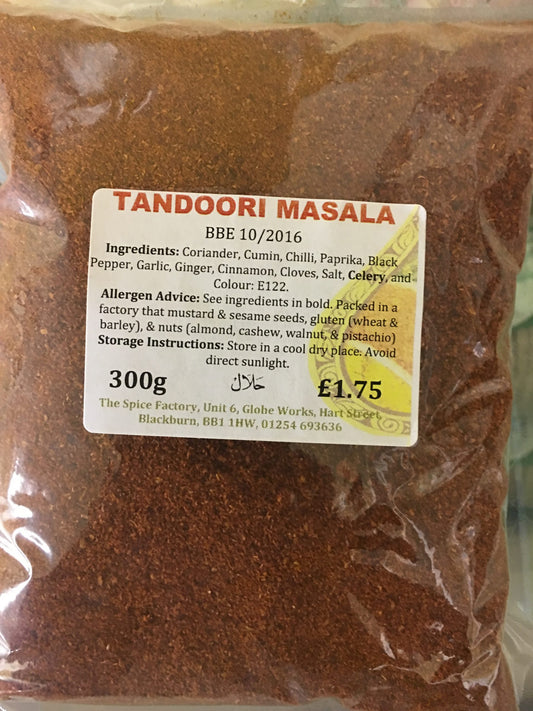 TANDOORI MASALA
BBE 10/2016
Ingredients: Coriander, Cumin, Chilli, Paprika, Black
Pepper, Garlic, Ginger, Cinnamon, Cloves, Salt, Celery, and
Colour: E122.
Allergen Advice: See ingredients in bold. Packed in a
factory that mustard & sesame seeds, gluten (wheat &
barley), & nuts (almond, cashew, walnut, & pistachio)
Storage Instructions: Store in a cool dry place. Avoid
direct sunlight.
300g حلال £1.75
The Spice Factory, Unit 6, Globe Works, Hart Street,
Blackburn, BB1 1HW, 01254 693636